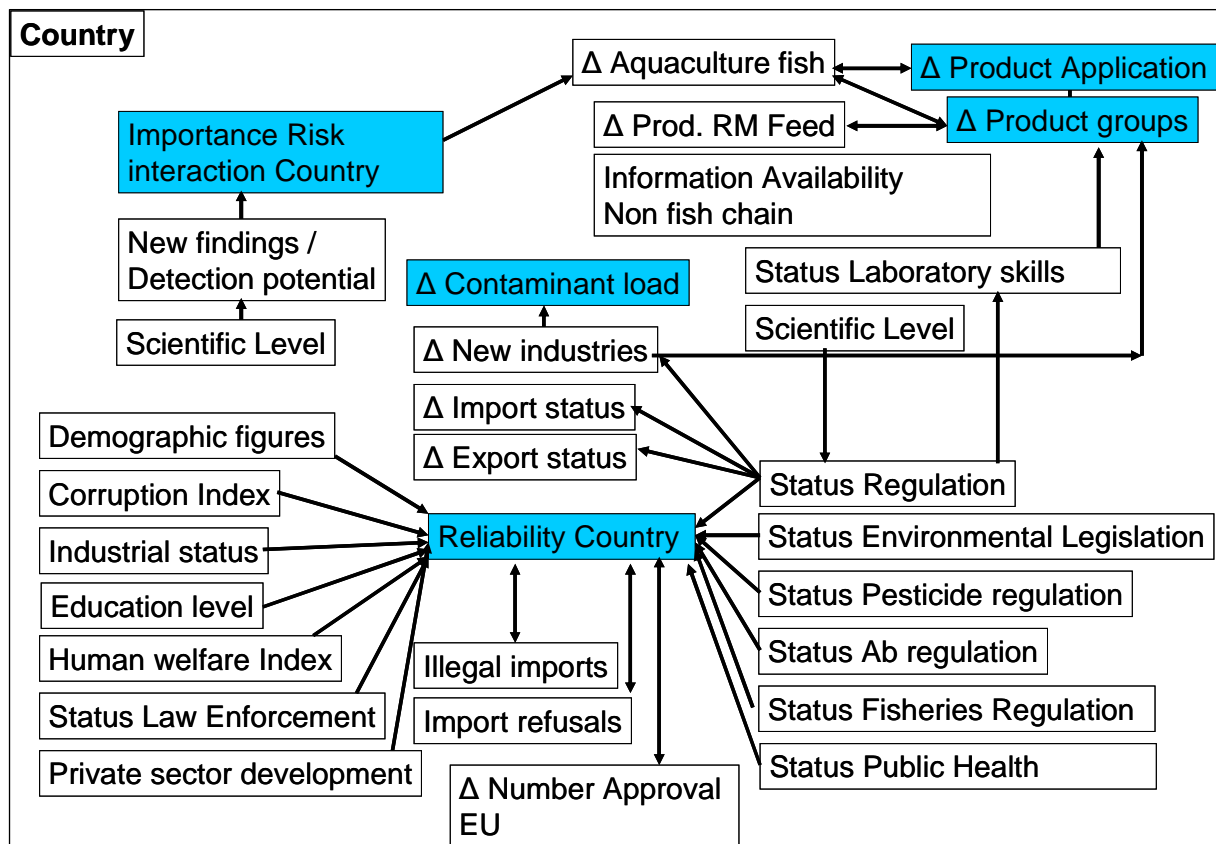 Country
Δ Aquaculture fish
Δ Product Application
Δ Prod. RM Feed
Δ Product groups
Importance Risk
interaction Country
Information Availability
Non fish chain
New findings /
Detection potential
Scientific Level
Δ Contaminant load
Δ New industries
Δ Import status
Δ Export status
Status Laboratory skills
Scientific Level
Status Regulation
Demographic figures
Corruption Index
Industrial status
Education level
Human welfare Index
Status Law Enforcement
Private sector development
Reliability Country
Illegal imports
Import refusals
Δ Number Approval
EU
Status Environmental Legislation
Status Pesticide regulation
Status Ab regulation
Status Fisheries Regulation
Status Public Health